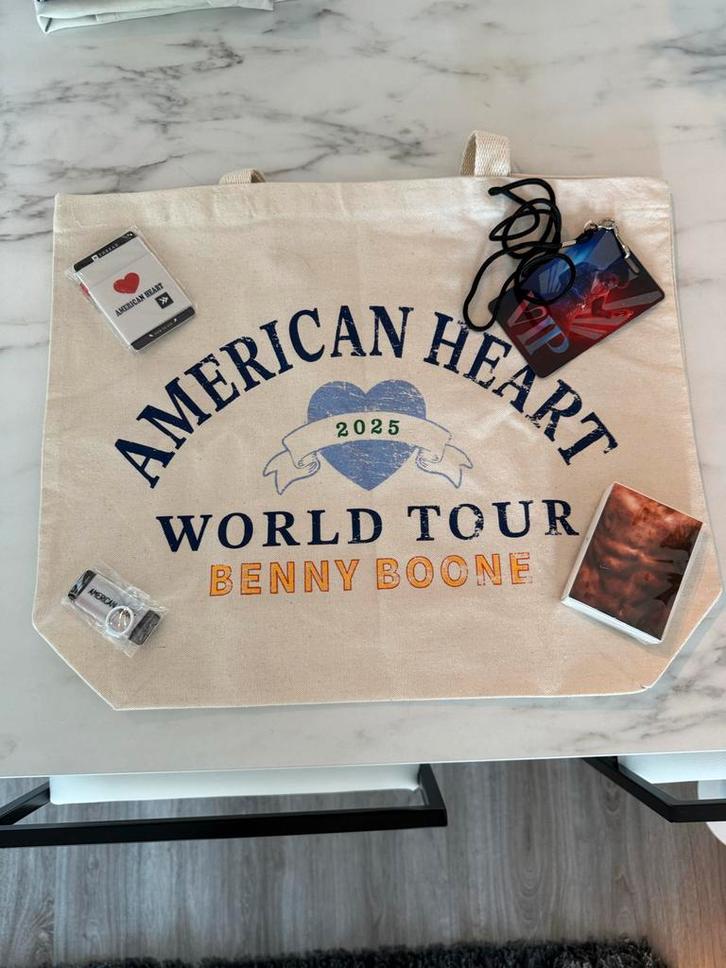 AMERICAN HEART
VIP
AMERICAN HEART
2025
WORLD TOUR
BENNY BOONE
AMERICAN